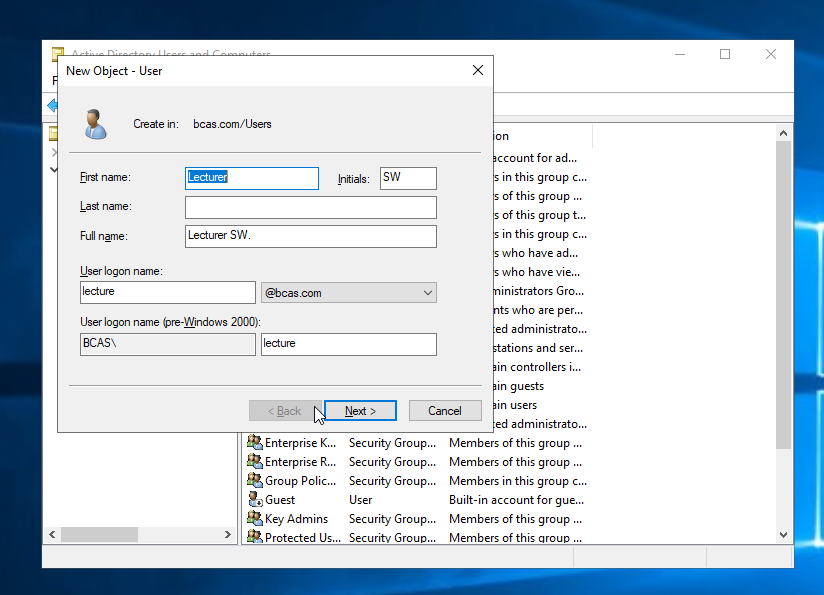 Active Directory Users and Computers
New Object - User
Create in: bcas.com/Users
First name: Lecturer Initials: SW
Last name:
Full name: Lecturer SW.
User logon name:
lecture @bcas.com
User logon name (pre-Windows 2000):
BCAS\ lecture
< Back Next > Cancel
account for ad...
s in this group c...
s of this group ...
s of this group t...
s in this group c...
s who have ad...
s who have vie...
ministrators Gro...
nts who are per...
ed administrato...
stations and ser...
ain controllers i...
ain guests
ain users
ed administrato...
Enterprise K... Security Group... Members of this group ...
Enterprise R... Security Group... Members of this group ...
Group Polic... Security Group... Members in this group c...
Guest User Built-in account for gue...
Key Admins Security Group... Members of this group ...
Protected Us... Security Group... Members of this group ...